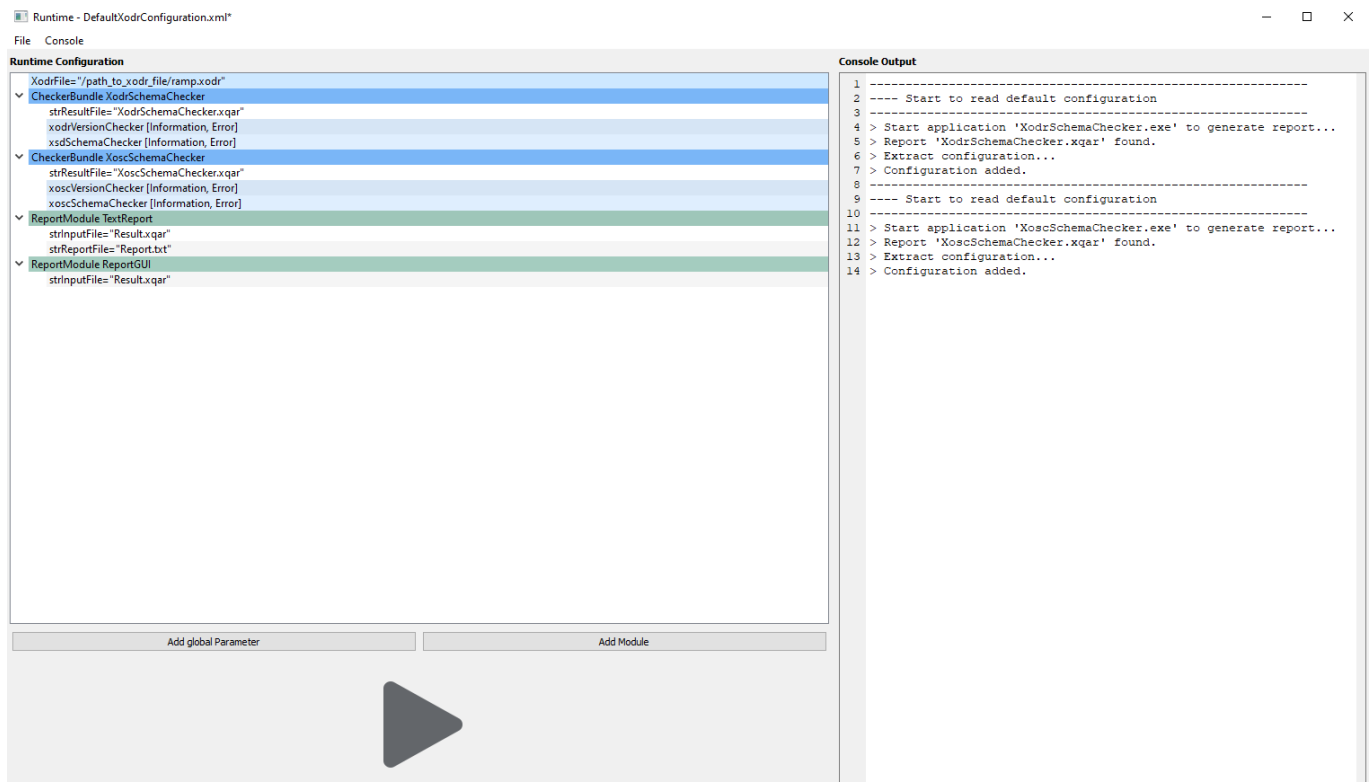 Runtime - DefaultXodrConfiguration.xml*
File Console
Runtime Configuration
XodrFile="/path_to_xodr_file/ramp.xodr"
CheckerBundle XodrSchemaChecker
strResultFile="XodrSchemaChecker.xqar"
xodrVersionChecker [Information, Error]
xsdSchemaChecker [Information, Error]
CheckerBundle XoscSchemaChecker
strResultFile="XoscSchemaChecker.xqar"
xoscVersionChecker [Information, Error]
xoscSchemaChecker [Information, Error]
ReportModule TextReport
strInputFile="Result.xqar"
strReportFile="Report.txt"
ReportModule ReportGUI
strInputFile="Result.xqar"
Add global Parameter
Add Module
Console Output
1 -------------------------------------------------------------
2 ---- Start to read default configuration
3 -------------------------------------------------------------
4 > Start application 'XodrSchemaChecker.exe' to generate report...
5 > Report 'XodrSchemaChecker.xqar' found.
6 > Extract configuration...
7 > Configuration added.
8 -------------------------------------------------------------
9 ---- Start to read default configuration
10 -------------------------------------------------------------
11 > Start application 'XoscSchemaChecker.exe' to generate report...
12 > Report 'XoscSchemaChecker.xqar' found.
13 > Extract configuration...
14 > Configuration added.